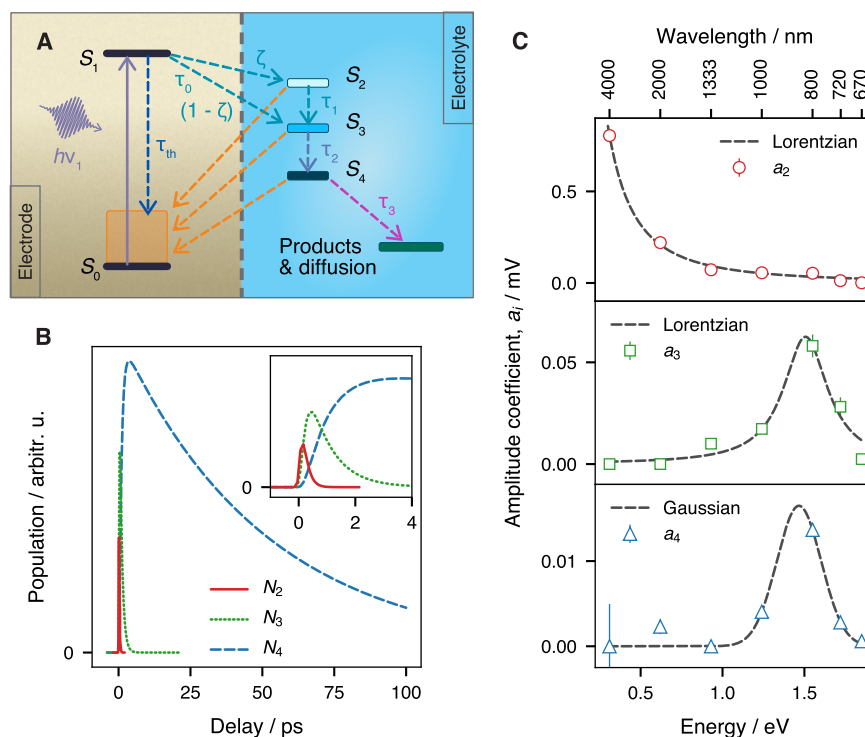 A
S₁
ζ
S₂
τ₀
(1 - ζ)
τ₁
S₃
hν₁
τth
τ₂
S₄
τ₃
Electrode
Electrolyte
S₀
Products
& diffusion
B
Population / arbitr. u.
0
0
0
2
4
N₂
N₃
N₄
0
25
50
75
100
Delay / ps
C
Wavelength / nm
4000
2000
1333
1000
800
720
670
Amplitude coefficient, aᵢ / mV
Lorentzian
a₂
0.5
0.0
Lorentzian
a₃
0.05
0.00
Gaussian
a₄
0.01
0.00
0.5
1.0
1.5
Energy / eV